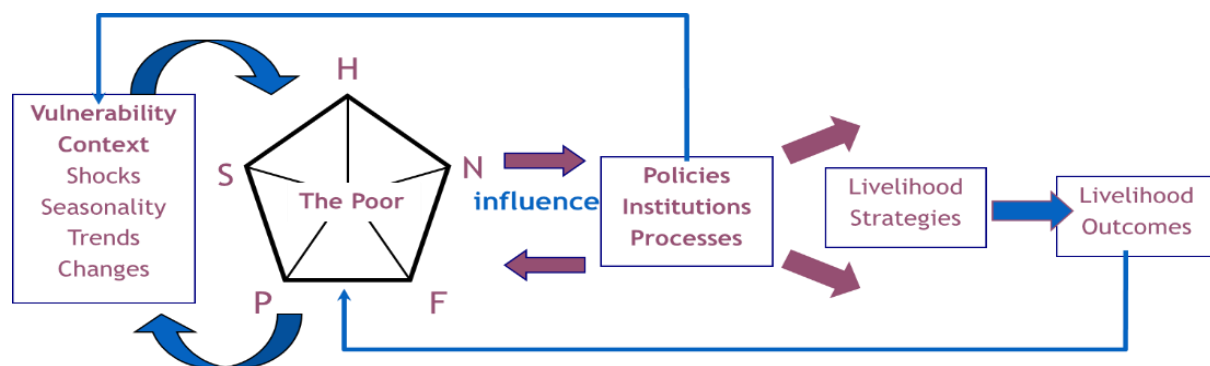 Vulnerability
Context
Shocks
Seasonality
Trends
Changes
H
S
N
The Poor
P
F
influence
Policies
Institutions
Processes
Livelihood
Strategies
Livelihood
Outcomes